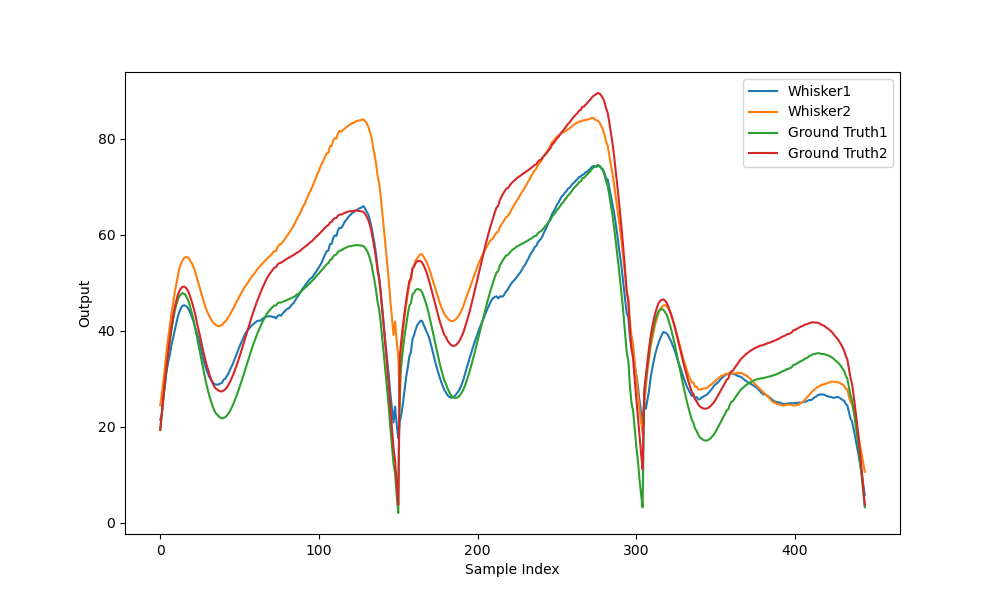 Whisker1
Whisker2
Ground Truth1
Ground Truth2
80
60
40
20
0
Output
0 100 200 300 400
Sample Index